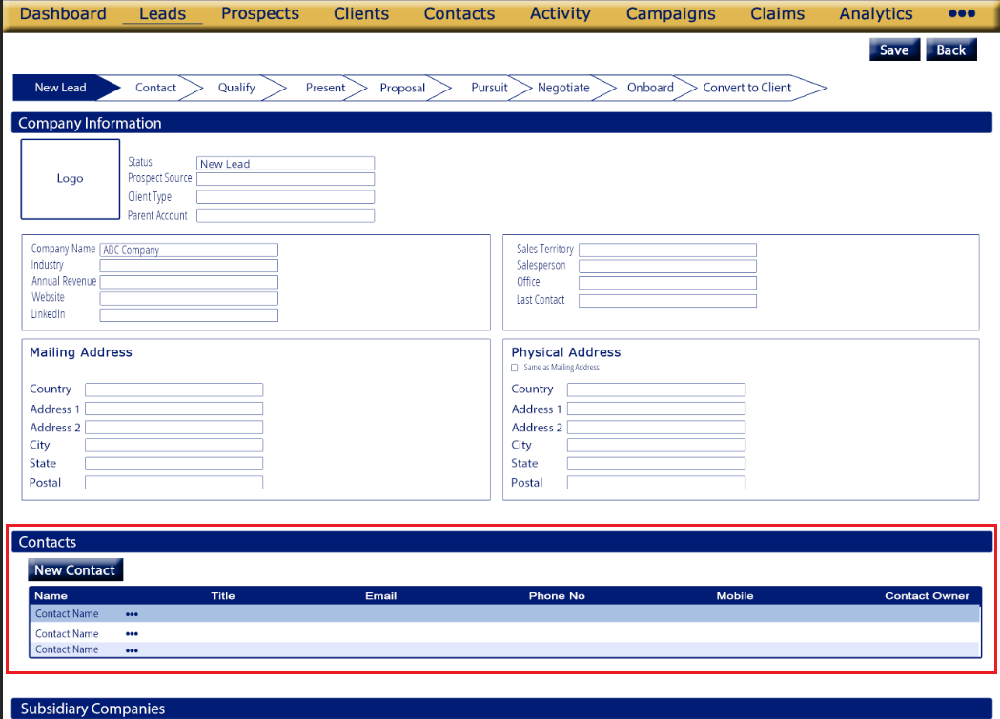 Dashboard Leads Prospects Clients Contacts Activity Campaigns Claims Analytics •••
Save Back
New Lead Contact Qualify Present Proposal Pursuit Negotiate Onboard Convert to Client
Company Information
Logo
Status New Lead
Prospect Source
Client Type
Parent Account
Company Name ABC Company
Industry
Annual Revenue
Website
LinkedIn
Sales Territory
Salesperson
Office
Last Contact
Mailing Address
Country
Address 1
Address 2
City
State
Postal
Physical Address
Same as Mailing Address
Country
Address 1
Address 2
City
State
Postal
Contacts
New Contact
Name Title Email Phone No Mobile Contact Owner
Contact Name •••
Contact Name •••
Contact Name •••
Subsidiary Companies